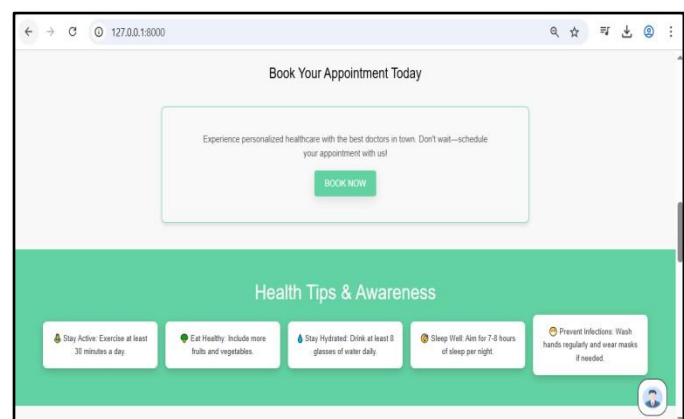 127.0.0.1:8000
Book Your Appointment Today
Experience personalized healthcare with the best doctors in town. Don't wait—schedule
your appointment with us!
BOOK NOW
Health Tips & Awareness
Stay Active: Exercise at least
30 minutes a day.
Eat Healthy: Include more
fruits and vegetables.
Stay Hydrated: Drink at least 8
glasses of water daily.
Sleep Well: Aim for 7-8 hours
of sleep per night.
Prevent Infections: Wash
hands regularly and wear masks
if needed.